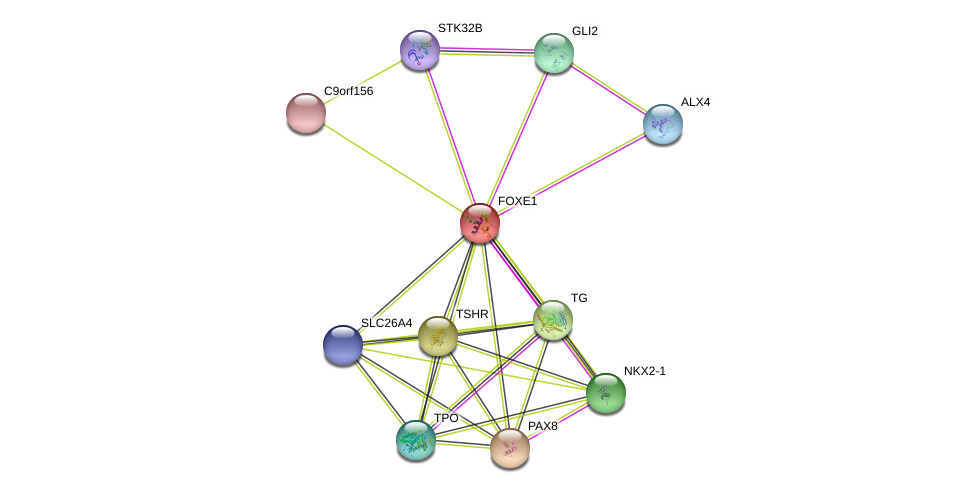 STK32B
GLI2
C9orf156
ALX4
FOXE1
TG
TSHR
SLC26A4
NKX2-1
TPO
PAX8